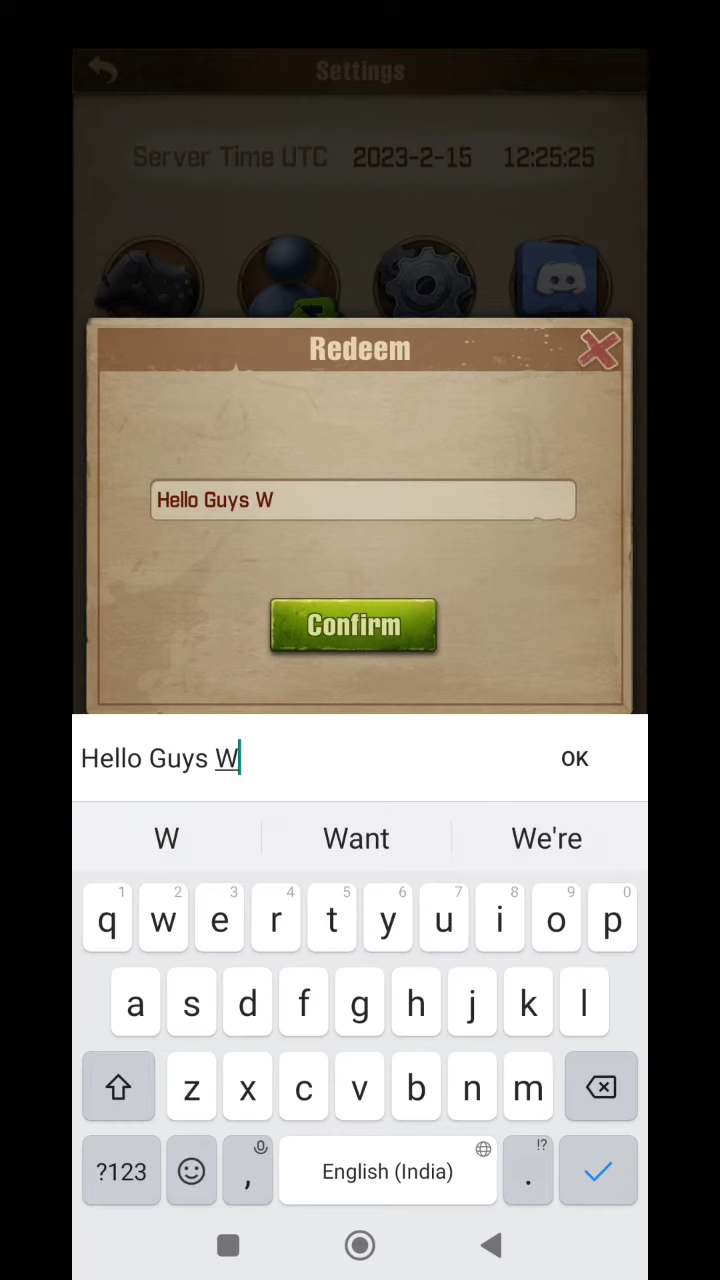 Settings
Server Time UTC 2023-2-15 12:25:25
Redeem
Hello Guys W
Confirm
Hello Guys W OK
W Want We're
1 2 3 4 5 6 7 8 9 0
q w e r t y u i o p
a s d f g h j k l
z x c v b n m
?123 , English (India) . !?